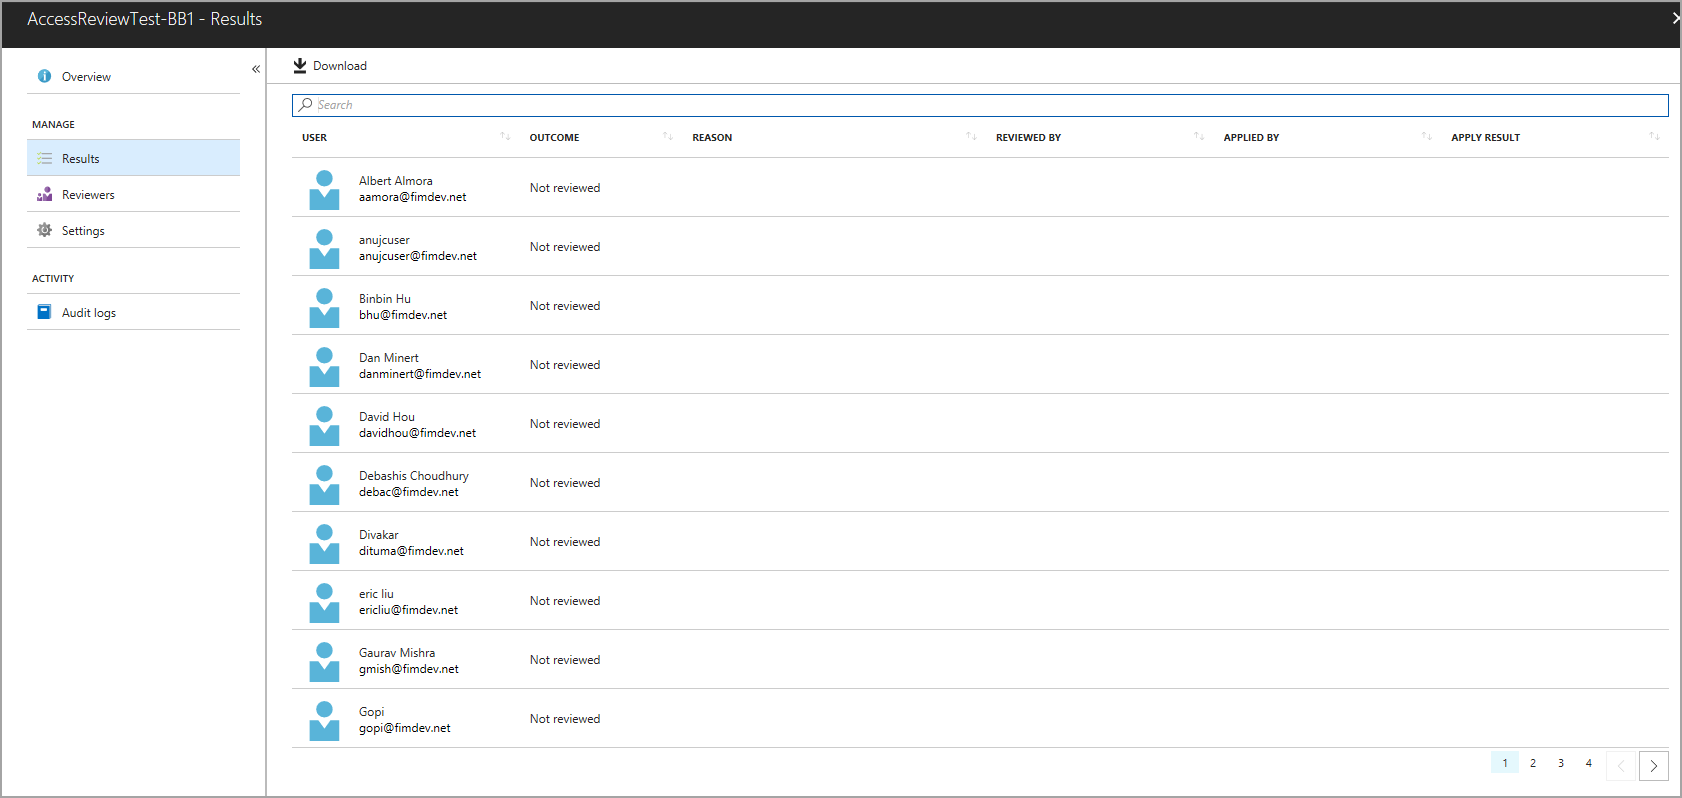 AccessReviewTest-BB1 - Results
Overview
MANAGE
Results
Reviewers
Settings
ACTIVITY
Audit logs
Download
Search
USER OUTCOME REASON REVIEWED BY APPLIED BY APPLY RESULT
Albert Almora
aamora@fimdev.net
Not reviewed
anujcuser
anujcuser@fimdev.net
Not reviewed
Binbin Hu
bhu@fimdev.net
Not reviewed
Dan Minert
danminert@fimdev.net
Not reviewed
David Hou
davidhou@fimdev.net
Not reviewed
Debashis Choudhury
debac@fimdev.net
Not reviewed
Divakar
dituma@fimdev.net
Not reviewed
eric liu
ericliu@fimdev.net
Not reviewed
Gaurav Mishra
gmish@fimdev.net
Not reviewed
Gopi
gopi@fimdev.net
Not reviewed
1 2 3 4